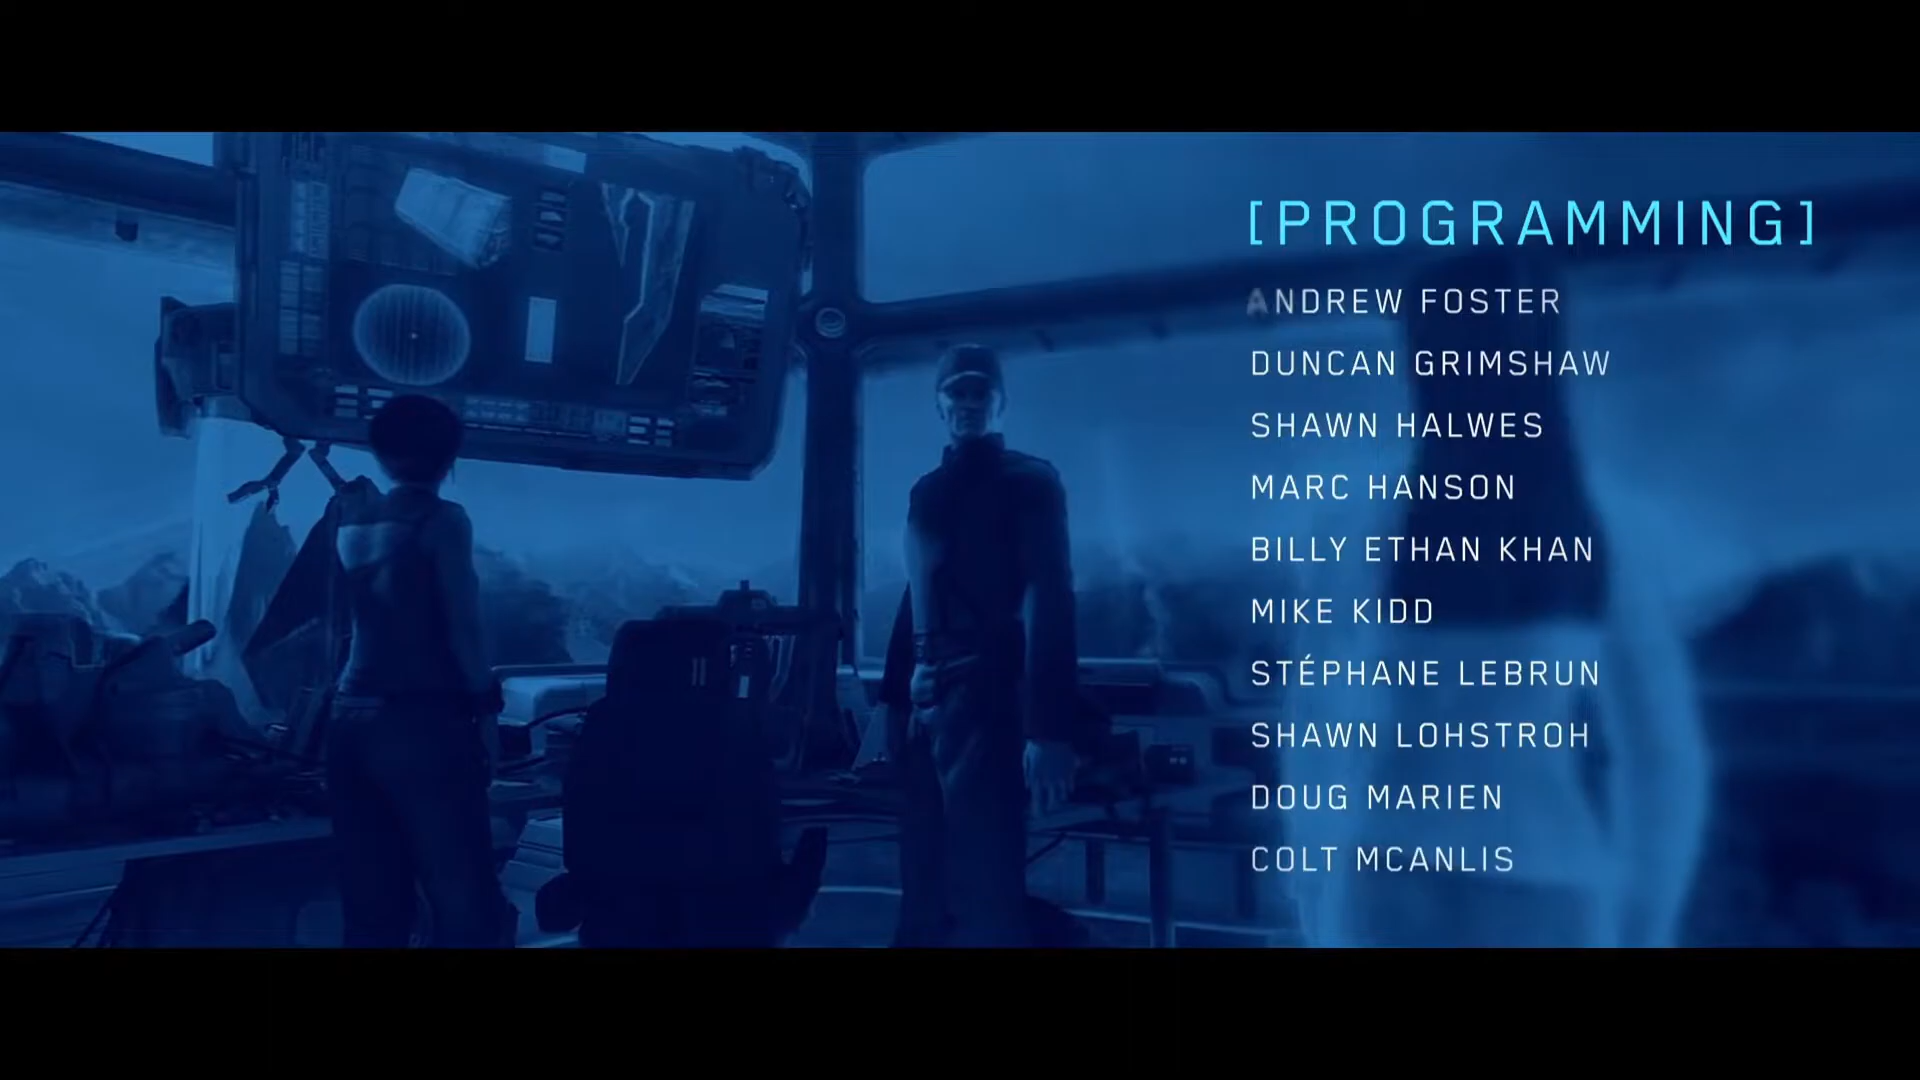 [PROGRAMMING]
ANDREW FOSTER
DUNCAN GRIMSHAW
SHAWN HALWES
MARC HANSON
BILLY ETHAN KHAN
MIKE KIDD
STÉPHANE LEBRUN
SHAWN LOHSTROH
DOUG MARIEN
COLT MCANLIS